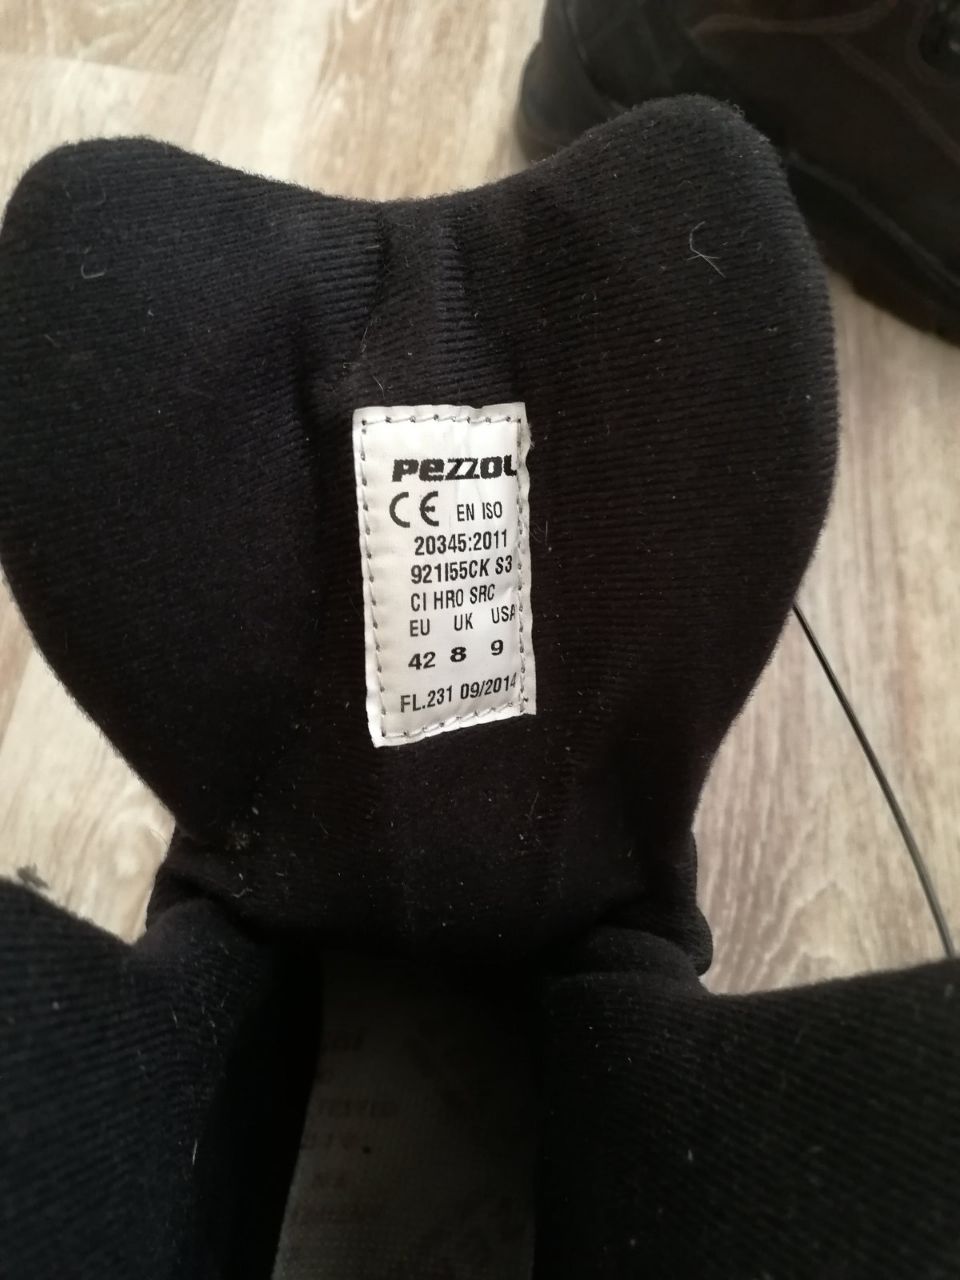 PEZZOL
CE EN ISO
20345:2011
921I55CK S3
CI HRO SRC
EU UK USA
42 8 9
FL.231 09/2014